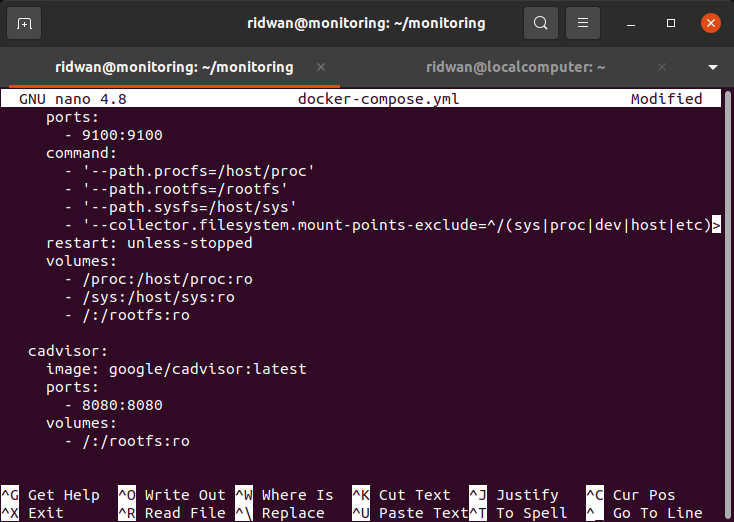 ridwan@monitoring: ~/monitoring
ridwan@monitoring: ~/monitoring × ridwan@localcomputer: ~ ×
GNU nano 4.8 docker-compose.yml Modified
    ports:
      - 9100:9100
    command:
      - '--path.procfs=/host/proc'
      - '--path.rootfs=/rootfs'
      - '--path.sysfs=/host/sys'
      - '--collector.filesystem.mount-points-exclude=^/(sys|proc|dev|host|etc)>
    restart: unless-stopped
    volumes:
      - /proc:/host/proc:ro
      - /sys:/host/sys:ro
      - /:/rootfs:ro
  cadvisor:
    image: google/cadvisor:latest
    ports:
      - 8080:8080
    volumes:
      - /:/rootfs:ro
^G Get Help ^O Write Out ^W Where Is ^K Cut Text ^J Justify ^C Cur Pos
^X Exit ^R Read File ^\ Replace ^U Paste Text ^T To Spell ^_ Go To Line